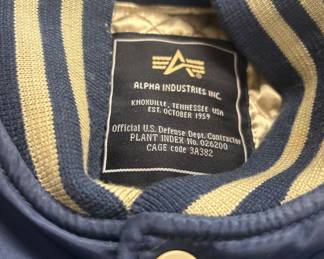 ALPHA INDUSTRIES INC.
KNOXVILLE, TENNESSEE USA
EST. OCTOBER 1959
Official U.S. Defense Dept. Contractor
PLANT INDEX No. 026200
CAGE code 3A382